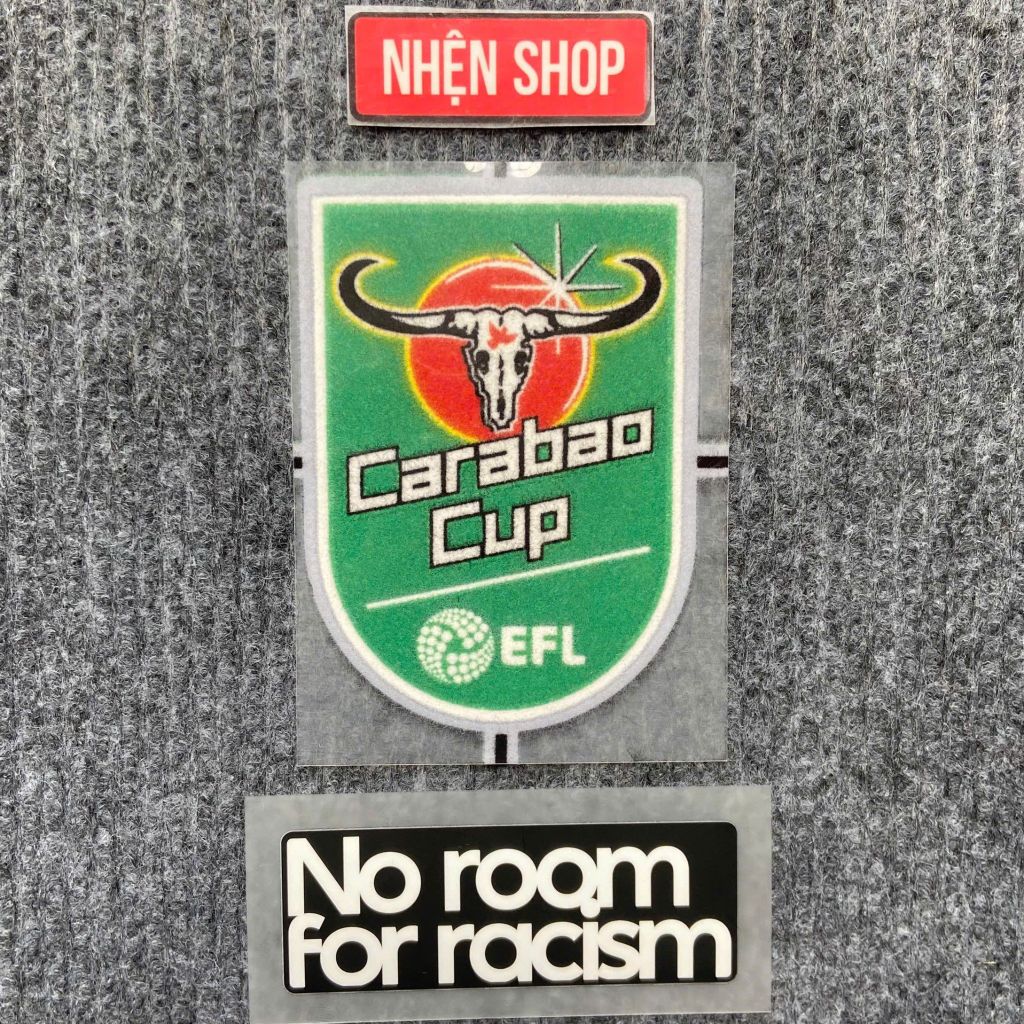 NHỆN SHOP
Carabao
Cup
EFL
No room
for racism